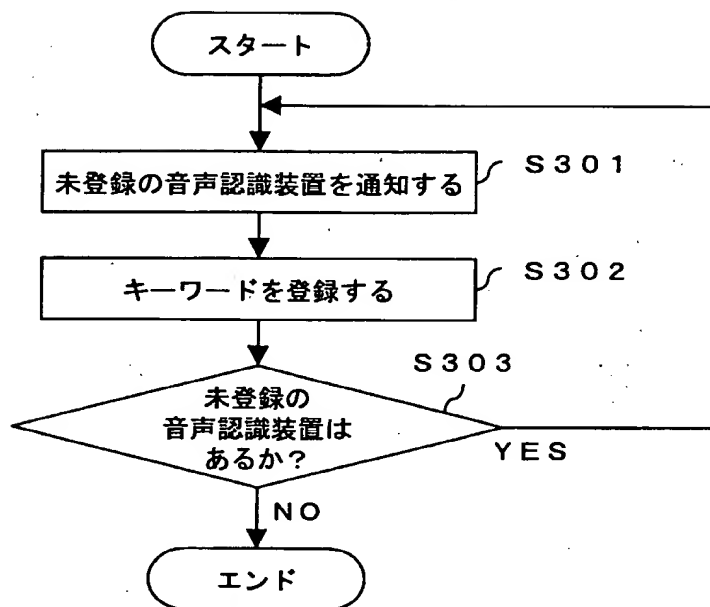 スタート
未登録の音声認識装置を通知する
S301
キーワードを登録する
S302
S303
未登録の
音声認識装置は
あるか?
YES
NO
エンド